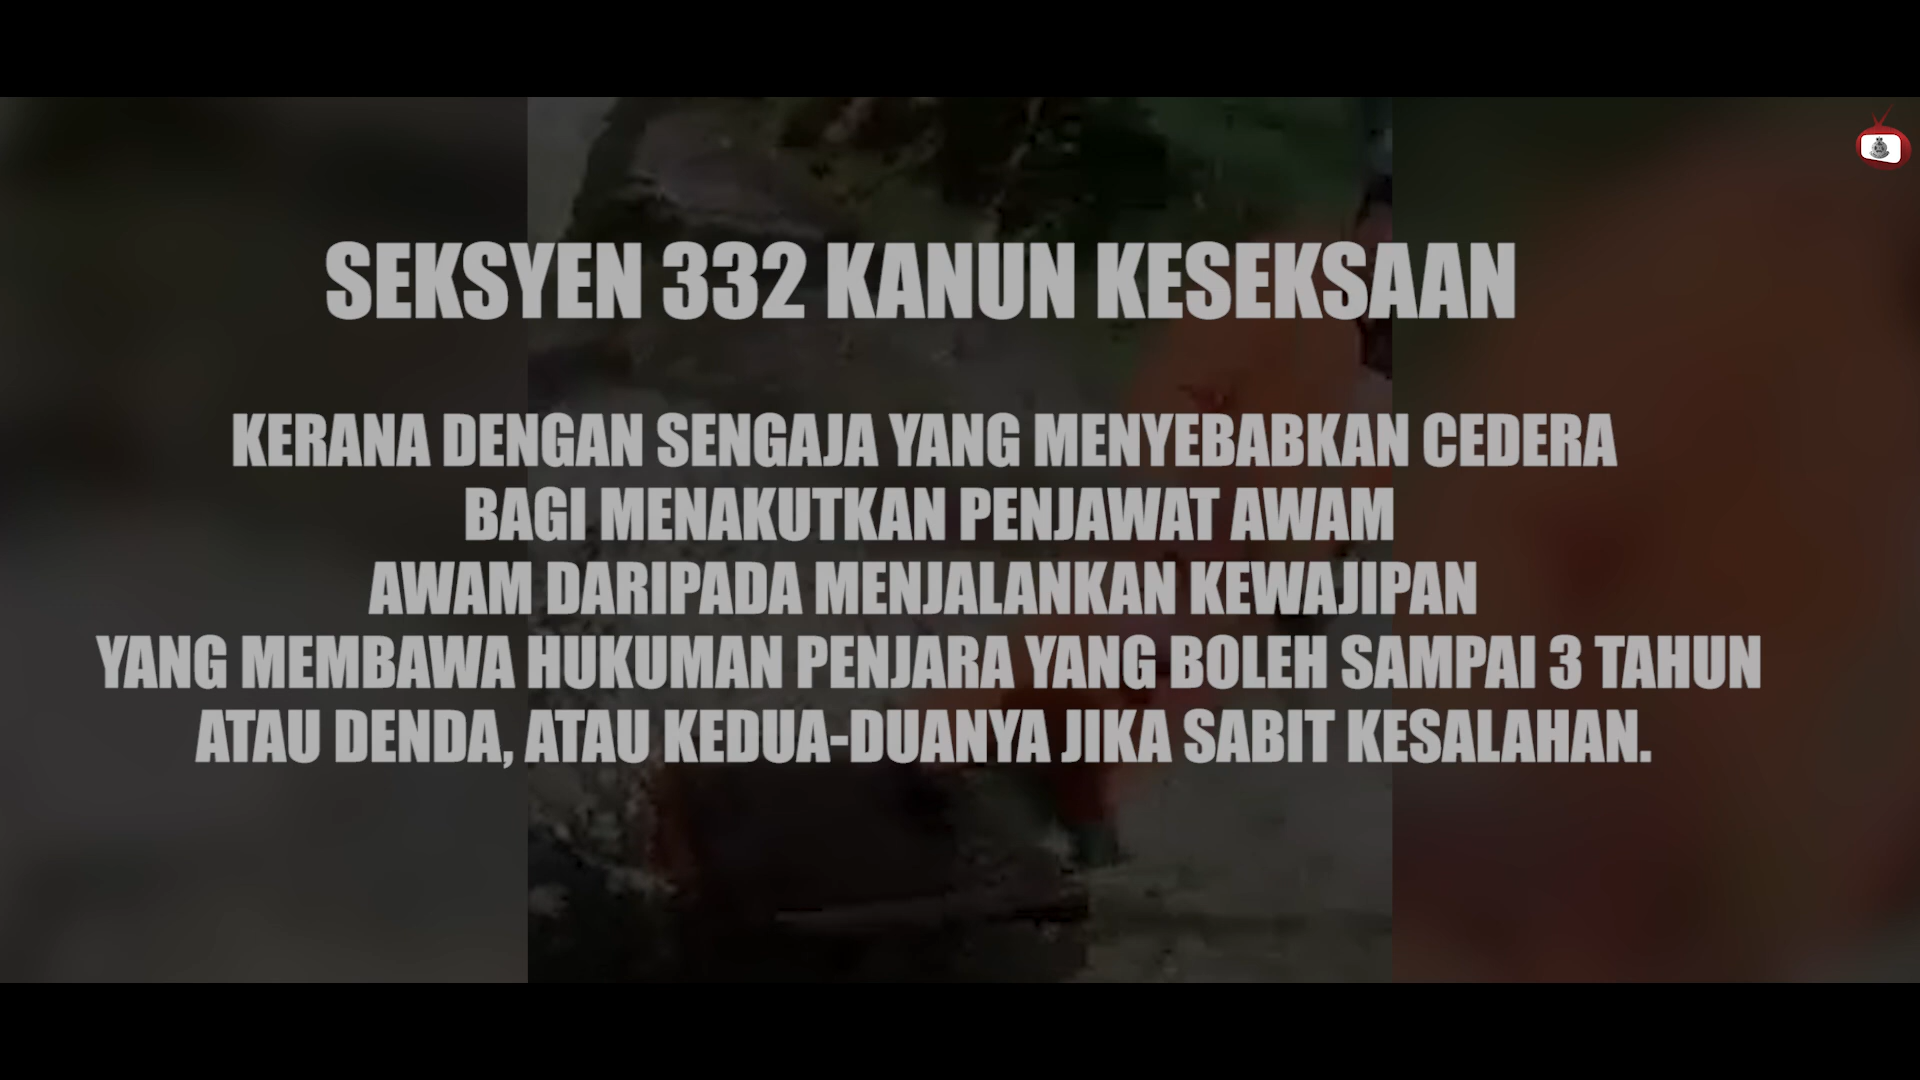 SEKSYEN 332 KANUN KESEKSAAN
KERANA DENGAN SENGAJA YANG MENYEBABKAN CEDERA
BAGI MENAKUTKAN PENJAWAT AWAM
AWAM DARIPADA MENJALANKAN KEWAJIPAN
YANG MEMBAWA HUKUMAN PENJARA YANG BOLEH SAMPAI 3 TAHUN
ATAU DENDA, ATAU KEDUA-DUANYA JIKA SABIT KESALAHAN.